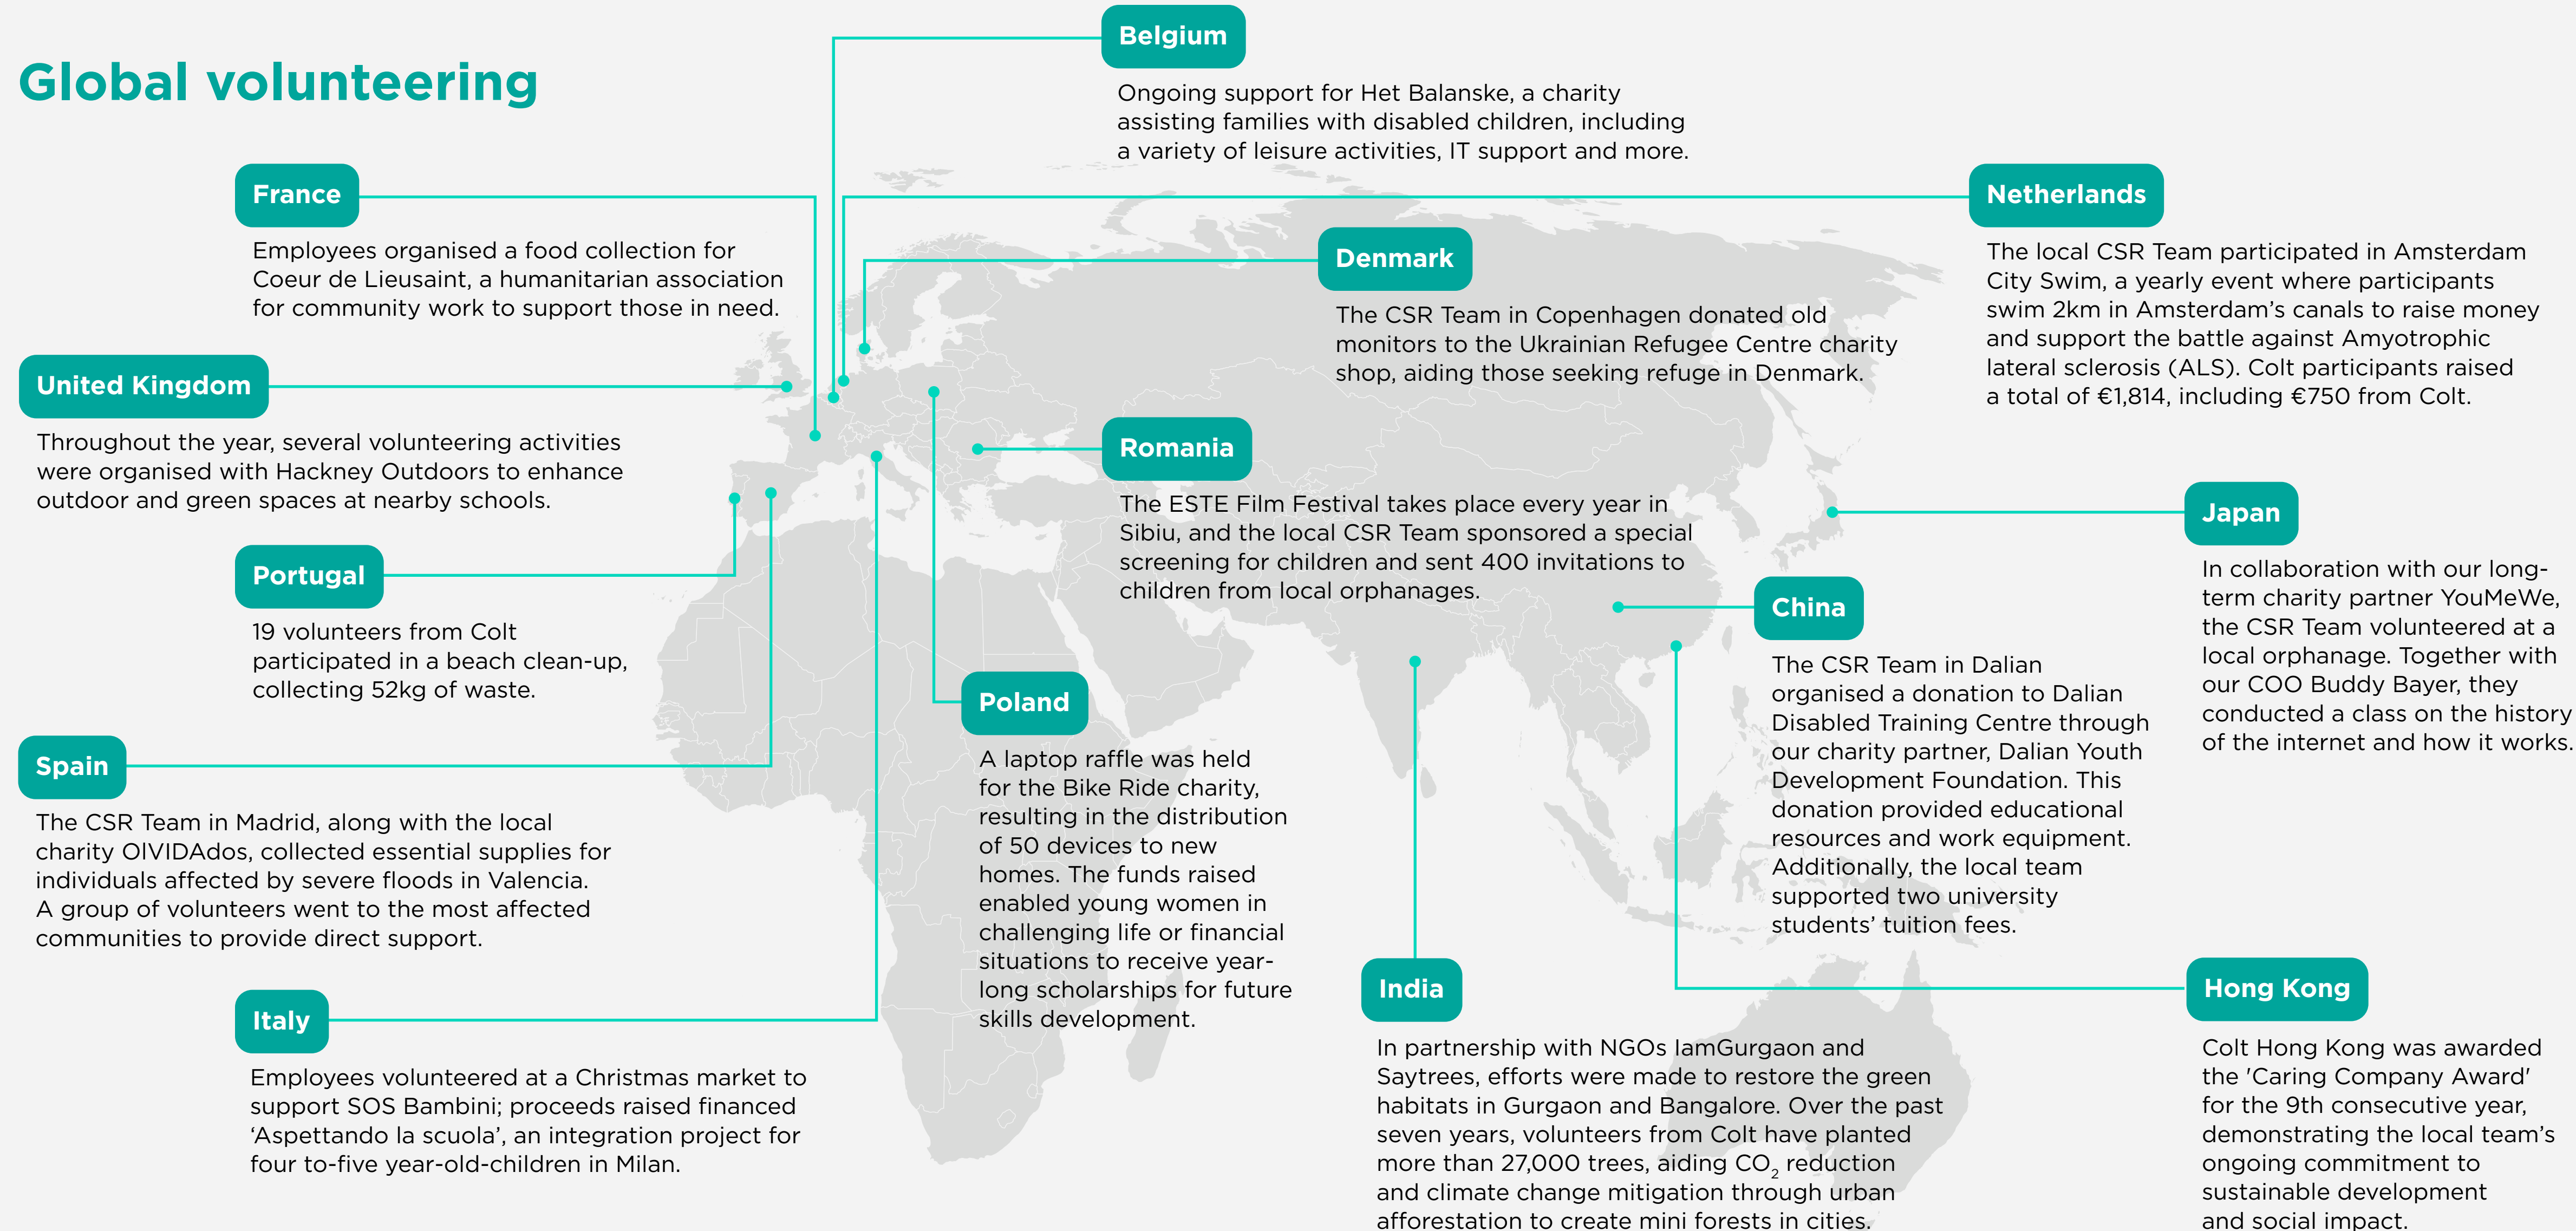 Global volunteering
Belgium
Ongoing support for Het Balanske, a charity
assisting families with disabled children, including
a variety of leisure activities, IT support and more.
France
Employees organised a food collection for
Coeur de Lieusaint, a humanitarian association
for community work to support those in need.
Netherlands
The local CSR Team participated in Amsterdam
City Swim, a yearly event where participants
swim 2km in Amsterdam’s canals to raise money
and support the battle against Amyotrophic
lateral sclerosis (ALS). Colt participants raised
a total of €1,814, including €750 from Colt.
Denmark
The CSR Team in Copenhagen donated old
monitors to the Ukrainian Refugee Centre charity
shop, aiding those seeking refuge in Denmark.
United Kingdom
Throughout the year, several volunteering activities
were organised with Hackney Outdoors to enhance
outdoor and green spaces at nearby schools.
Romania
The ESTE Film Festival takes place every year in
Sibiu, and the local CSR Team sponsored a special
screening for children and sent 400 invitations to
children from local orphanages.
Japan
In collaboration with our long-
term charity partner YouMeWe,
the CSR Team volunteered at a
local orphanage. Together with
our COO Buddy Bayer, they
conducted a class on the history
of the internet and how it works.
Portugal
19 volunteers from Colt
participated in a beach clean-up,
collecting 52kg of waste.
China
The CSR Team in Dalian
organised a donation to Dalian
Disabled Training Centre through
our charity partner, Dalian Youth
Development Foundation. This
donation provided educational
resources and work equipment.
Additionally, the local team
supported two university
students’ tuition fees.
Poland
A laptop raffle was held
for the Bike Ride charity,
resulting in the distribution
of 50 devices to new
homes. The funds raised
enabled young women in
challenging life or financial
situations to receive year-
long scholarships for future
skills development.
Spain
The CSR Team in Madrid, along with the local
charity OlVIDAdos, collected essential supplies for
individuals affected by severe floods in Valencia.
A group of volunteers went to the most affected
communities to provide direct support.
Italy
Employees volunteered at a Christmas market to
support SOS Bambini; proceeds raised financed
‘Aspettando la scuola’, an integration project for
four to-five year-old-children in Milan.
India
In partnership with NGOs IamGurgaon and
Saytrees, efforts were made to restore the green
habitats in Gurgaon and Bangalore. Over the past
seven years, volunteers from Colt have planted
more than 27,000 trees, aiding CO₂ reduction
and climate change mitigation through urban
afforestation to create mini forests in cities.
Hong Kong
Colt Hong Kong was awarded
the 'Caring Company Award'
for the 9th consecutive year,
demonstrating the local team’s
ongoing commitment to
sustainable development
and social impact.